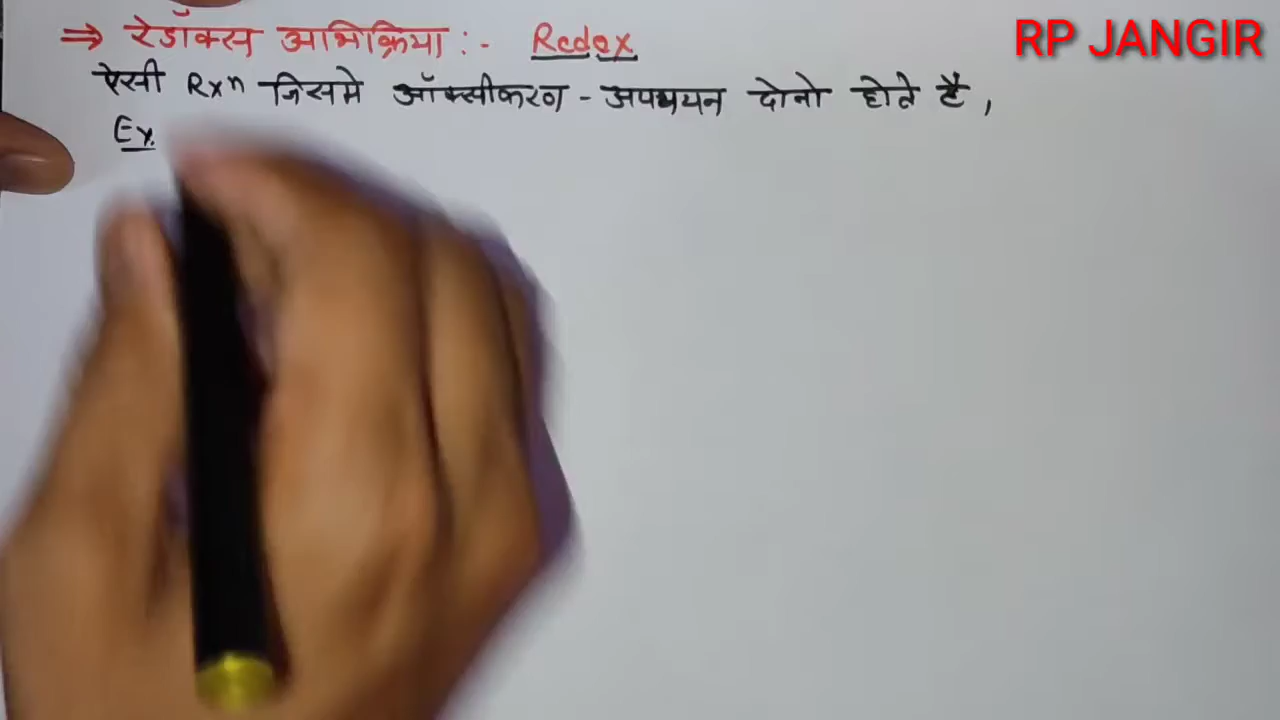 ⇒ रेडॉक्स अभिक्रिया :- Redox
RP JANGIR
ऐसी Rxn जिसमे ऑक्सीकरण - अपचयन दोनो होते है,
Ex.